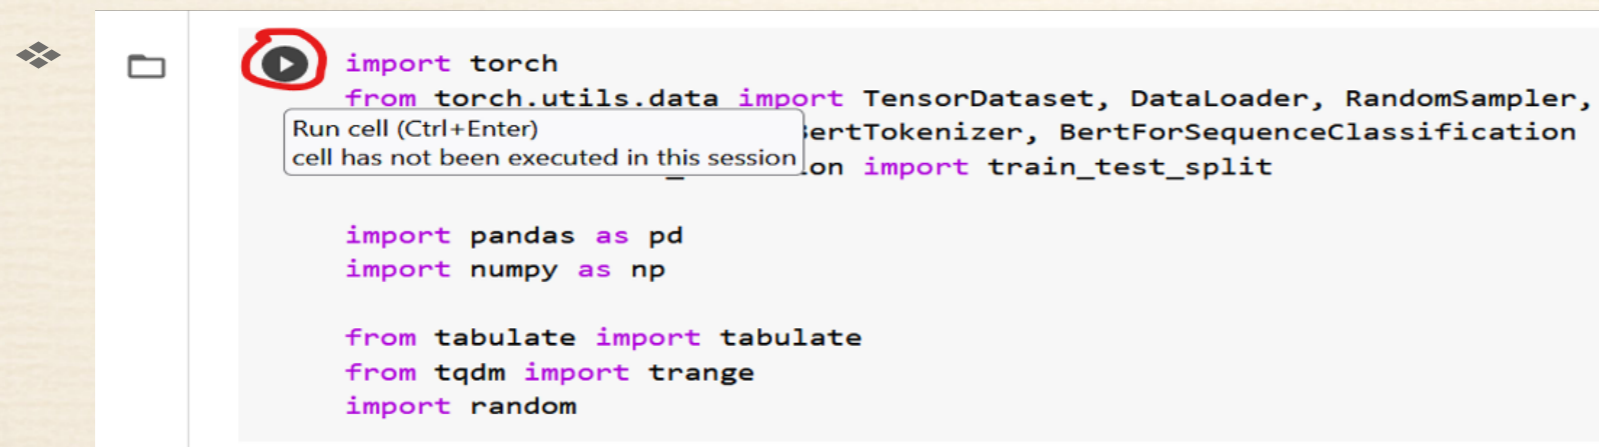 import torch
from torch.utils.data import TensorDataset, DataLoader, RandomSampler,
Run cell (Ctrl+Enter)
BertTokenizer, BertForSequenceClassification
cell has not been executed in this session
import train_test_split
import pandas as pd
import numpy as np
from tabulate import tabulate
from tqdm import trange
import random